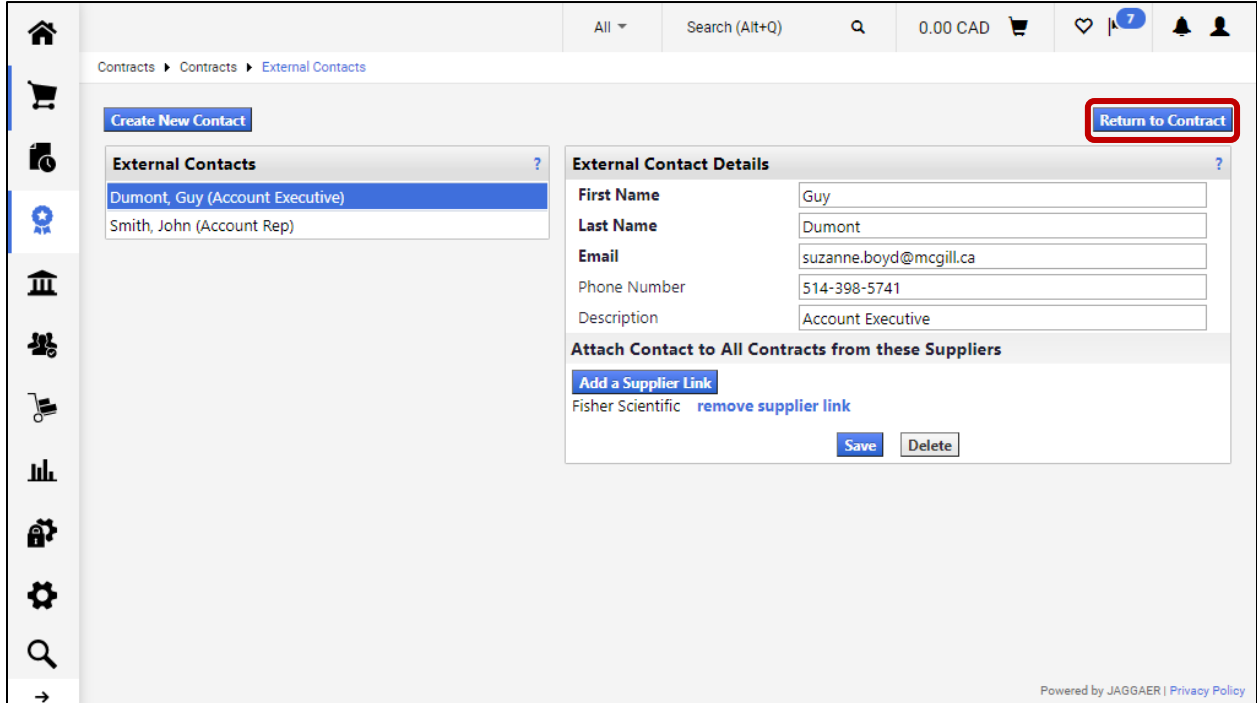 All
Search (Alt+Q)
0.00 CAD
7
Contracts Contracts External Contacts
Create New Contact
Return to Contract
External Contacts ?
Dumont, Guy (Account Executive)
Smith, John (Account Rep)
External Contact Details ?
First Name Guy
Last Name Dumont
Email suzanne.boyd@mcgill.ca
Phone Number 514-398-5741
Description Account Executive
Attach Contact to All Contracts from these Suppliers
Add a Supplier Link
Fisher Scientific remove supplier link
Save Delete
Powered by JAGGAER | Privacy Policy